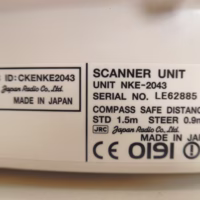 ID: CKENKE2043
Japan Radio Co., Ltd.
MADE IN JAPAN
SCANNER UNIT
UNIT NKE-2043
SERIAL NO. LE62885
COMPASS SAFE DISTANC
STD 1.5m STEER 0.9m
JRC Japan Radio Co., Ltd.
MADE IN JA
CE 0191